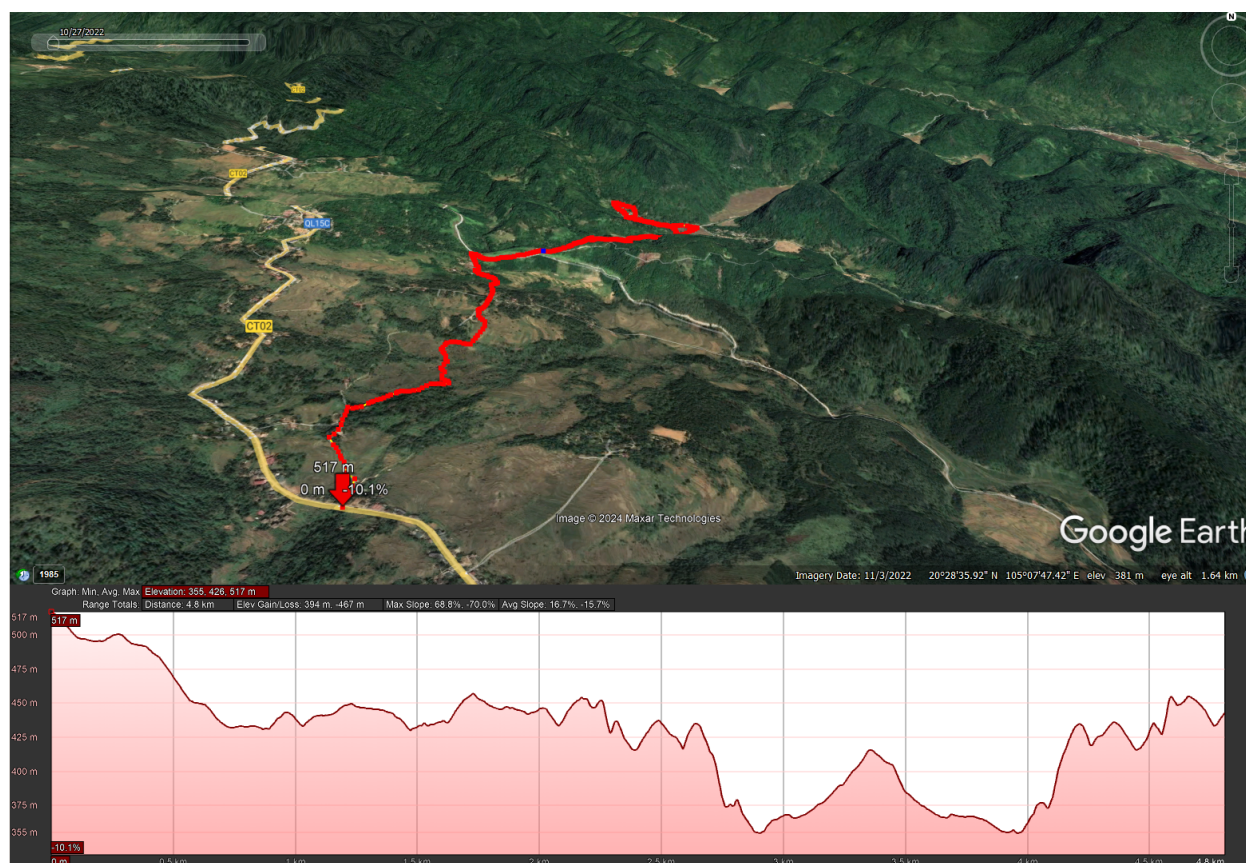 N
10/27/2022
CT02
CT02
QL15C
CT02
517 m
0 m -10.1%
Image © 2024 Maxar Technologies
Google Earth
1985
Imagery Date: 11/3/2022 20°28'35.92" N 105°07'47.42" E elev 381 m eye alt 1.64 km
Graph: Min, Avg, Max Elevation: 355, 426, 517 m
Range Totals: Distance: 4.8 km Elev Gain/Loss: 394 m, -467 m Max Slope: 68.8%, -70.0% Avg Slope: 16.7%, -15.7%
517 m
517 m
500 m
475 m
450 m
425 m
400 m
375 m
355 m
-10.1%
0 m 0.5 km 1 km 1.5 km 2 km 2.5 km 3 km 3.5 km 4 km 4.5 km 4.8 km